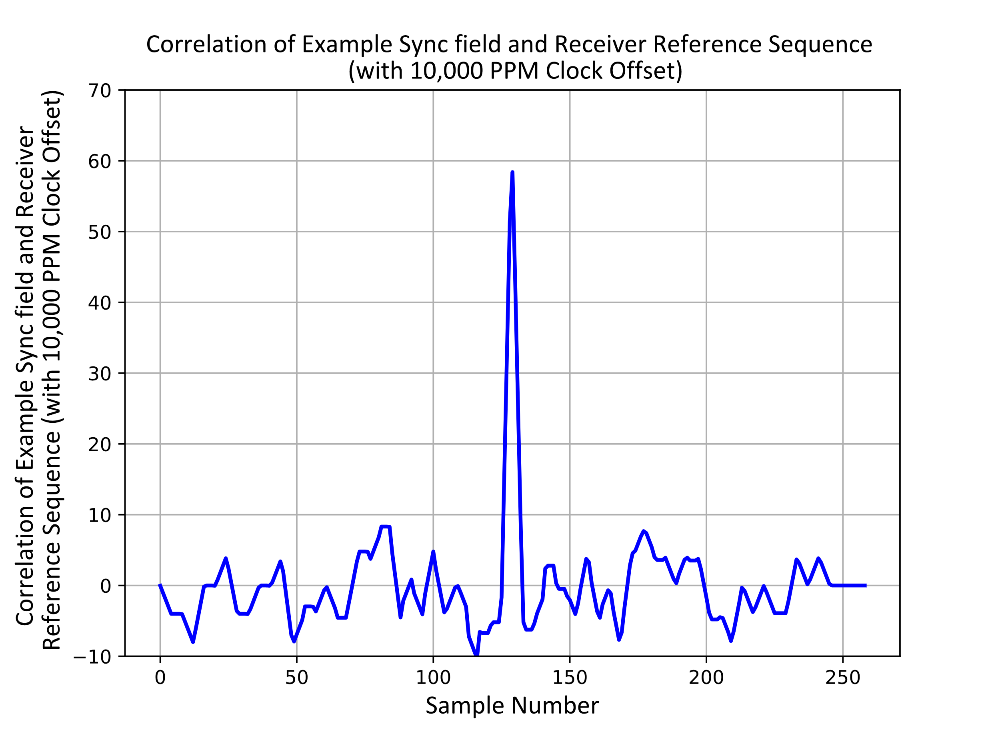 Correlation of Example Sync field and Receiver Reference Sequence
(with 10,000 PPM Clock Offset)
Correlation of Example Sync field and Receiver
Reference Sequence (with 10,000 PPM Clock Offset)
70
60
50
40
30
20
10
0
−10
0 50 100 150 200 250
Sample Number